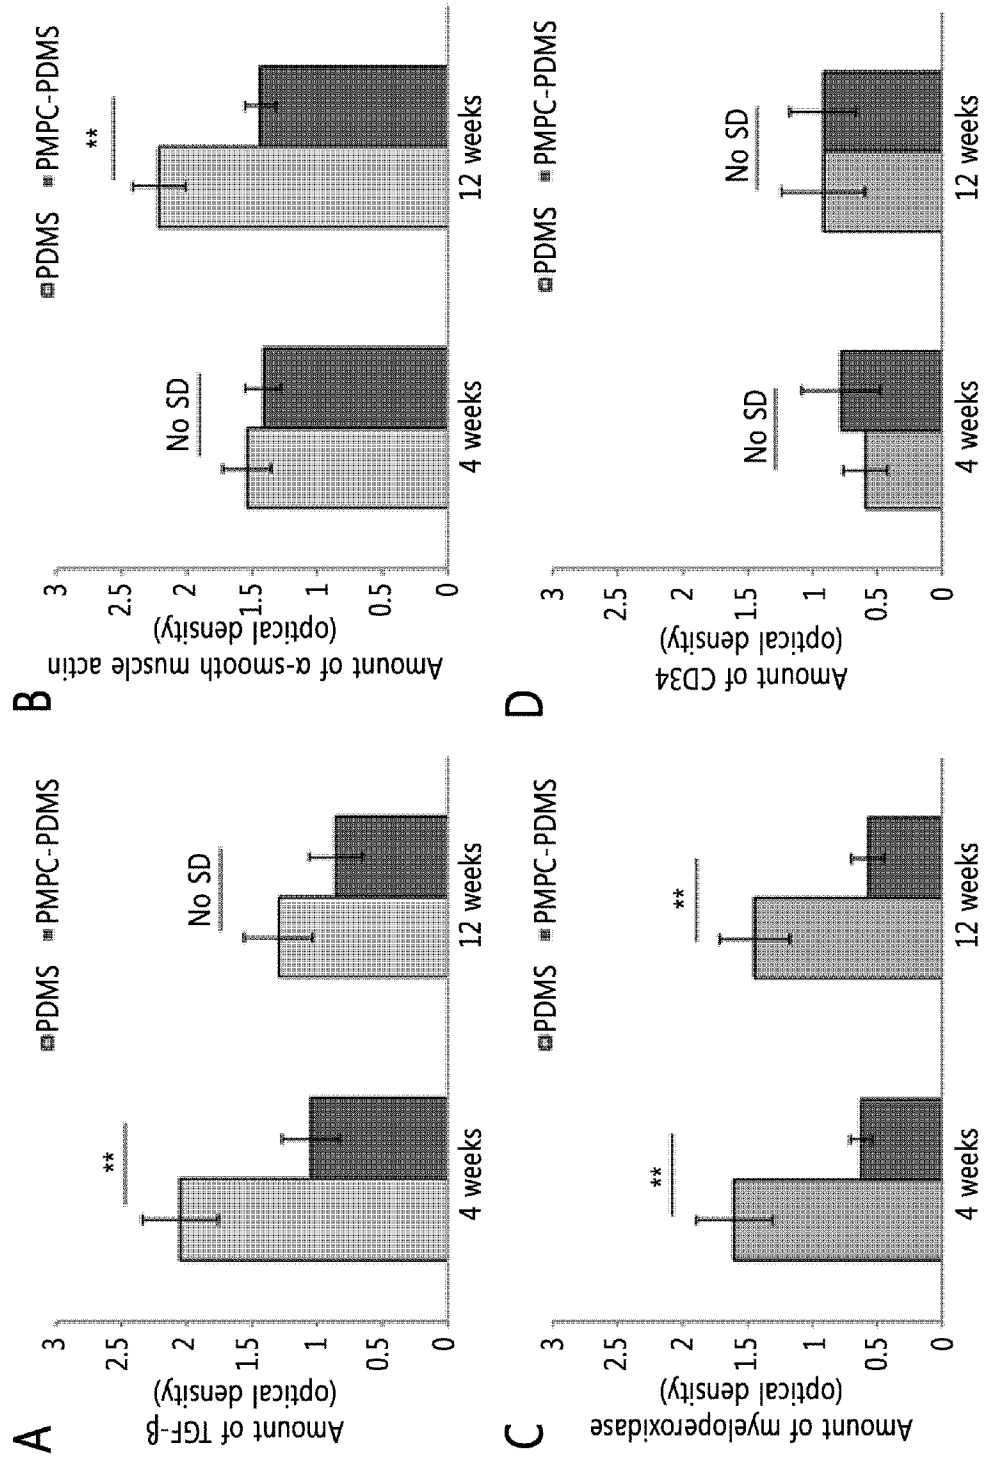 A
PDMS PMPC-PDMS
Amount of TGF-β
(optical density)
3
2.5
2
1.5
1
0.5
0
**
No SD
4 weeks
12 weeks
B
PDMS PMPC-PDMS
Amount of α-smooth muscle actin
(optical density)
3
2.5
2
1.5
1
0.5
0
No SD
**
4 weeks
12 weeks
C
PDMS PMPC-PDMS
Amount of myeloperoxidase
(optical density)
3
2.5
2
1.5
1
0.5
0
**
**
4 weeks
12 weeks
D
PDMS PMPC-PDMS
Amount of CD34
(optical density)
3
2.5
2
1.5
1
0.5
0
No SD
No SD
4 weeks
12 weeks